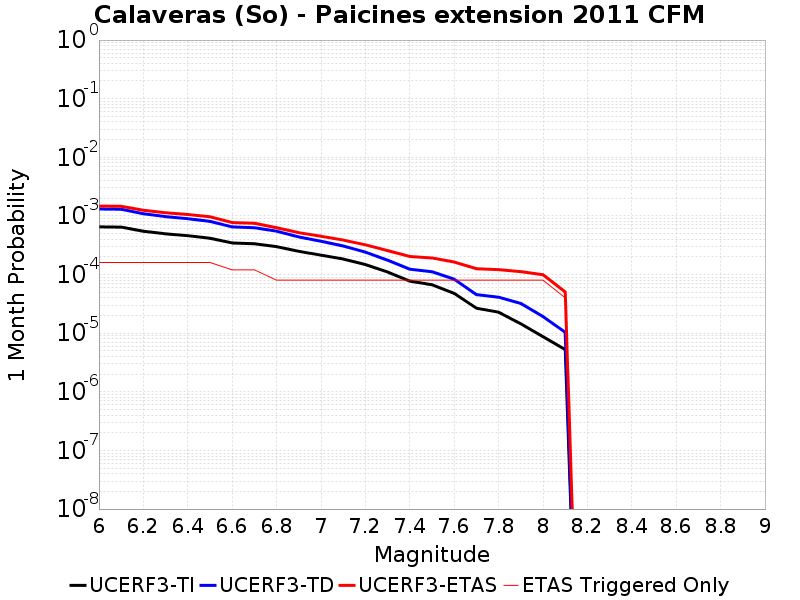 Calaveras (So) - Paicines extension 2011 CFM
1 Month Probability
10^0
10^-1
10^-2
10^-3
10^-4
10^-5
10^-6
10^-7
10^-8
6 6.2 6.4 6.6 6.8 7 7.2 7.4 7.6 7.8 8 8.2 8.4 8.6 8.8 9
Magnitude
UCERF3-TI UCERF3-TD UCERF3-ETAS ETAS Triggered Only